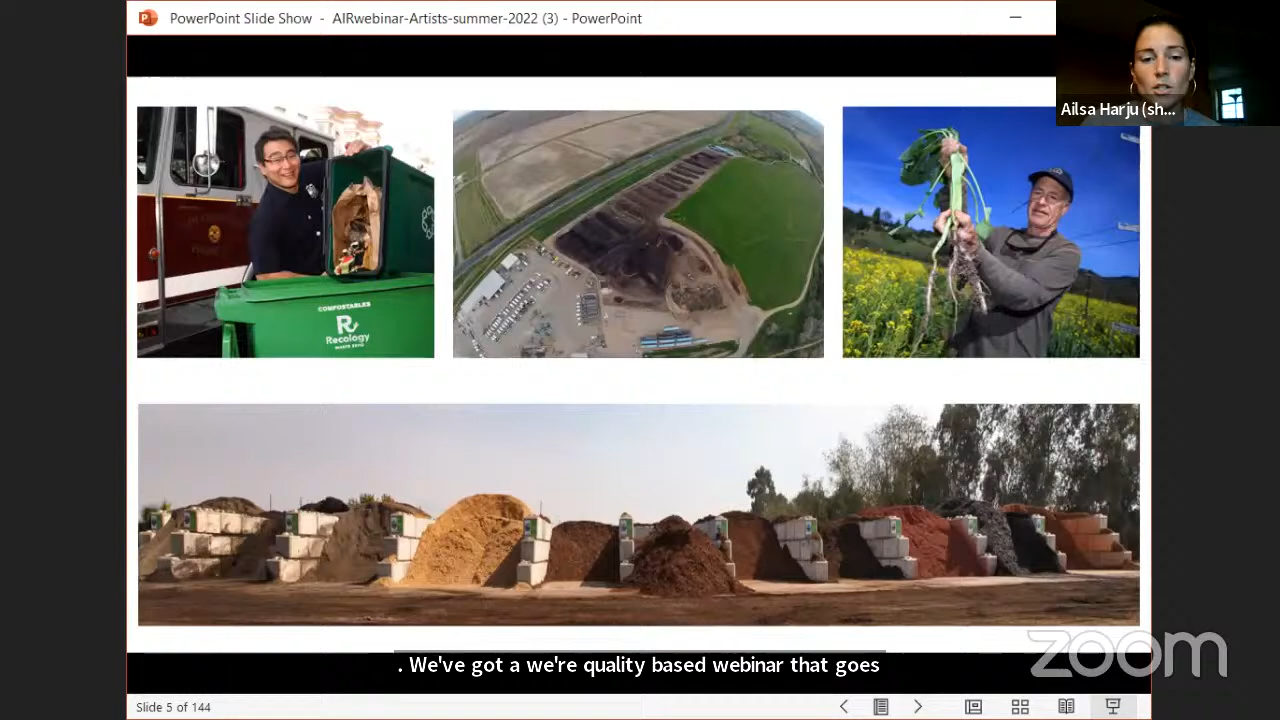 PowerPoint Slide Show - AIRwebinar-Artists-summer-2022 (3) - PowerPoint
Ailsa Harju (sh...
COMPOSTABLES
Recology
. We've got a we're quality based webinar that goes
zoom
Slide 5 of 144